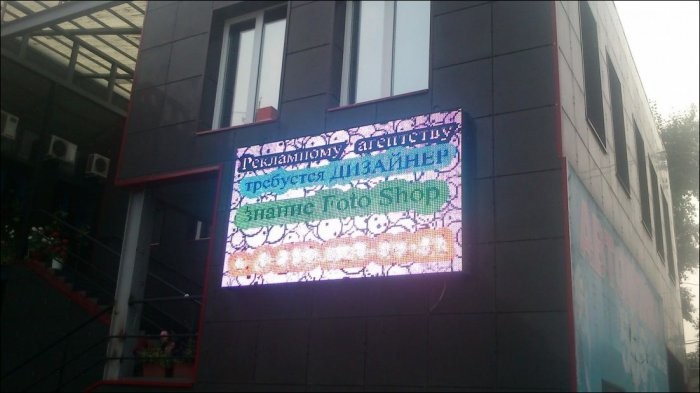 Рекламному агентству
требуется ДИЗАЙНЕР
Знание Foto Shop